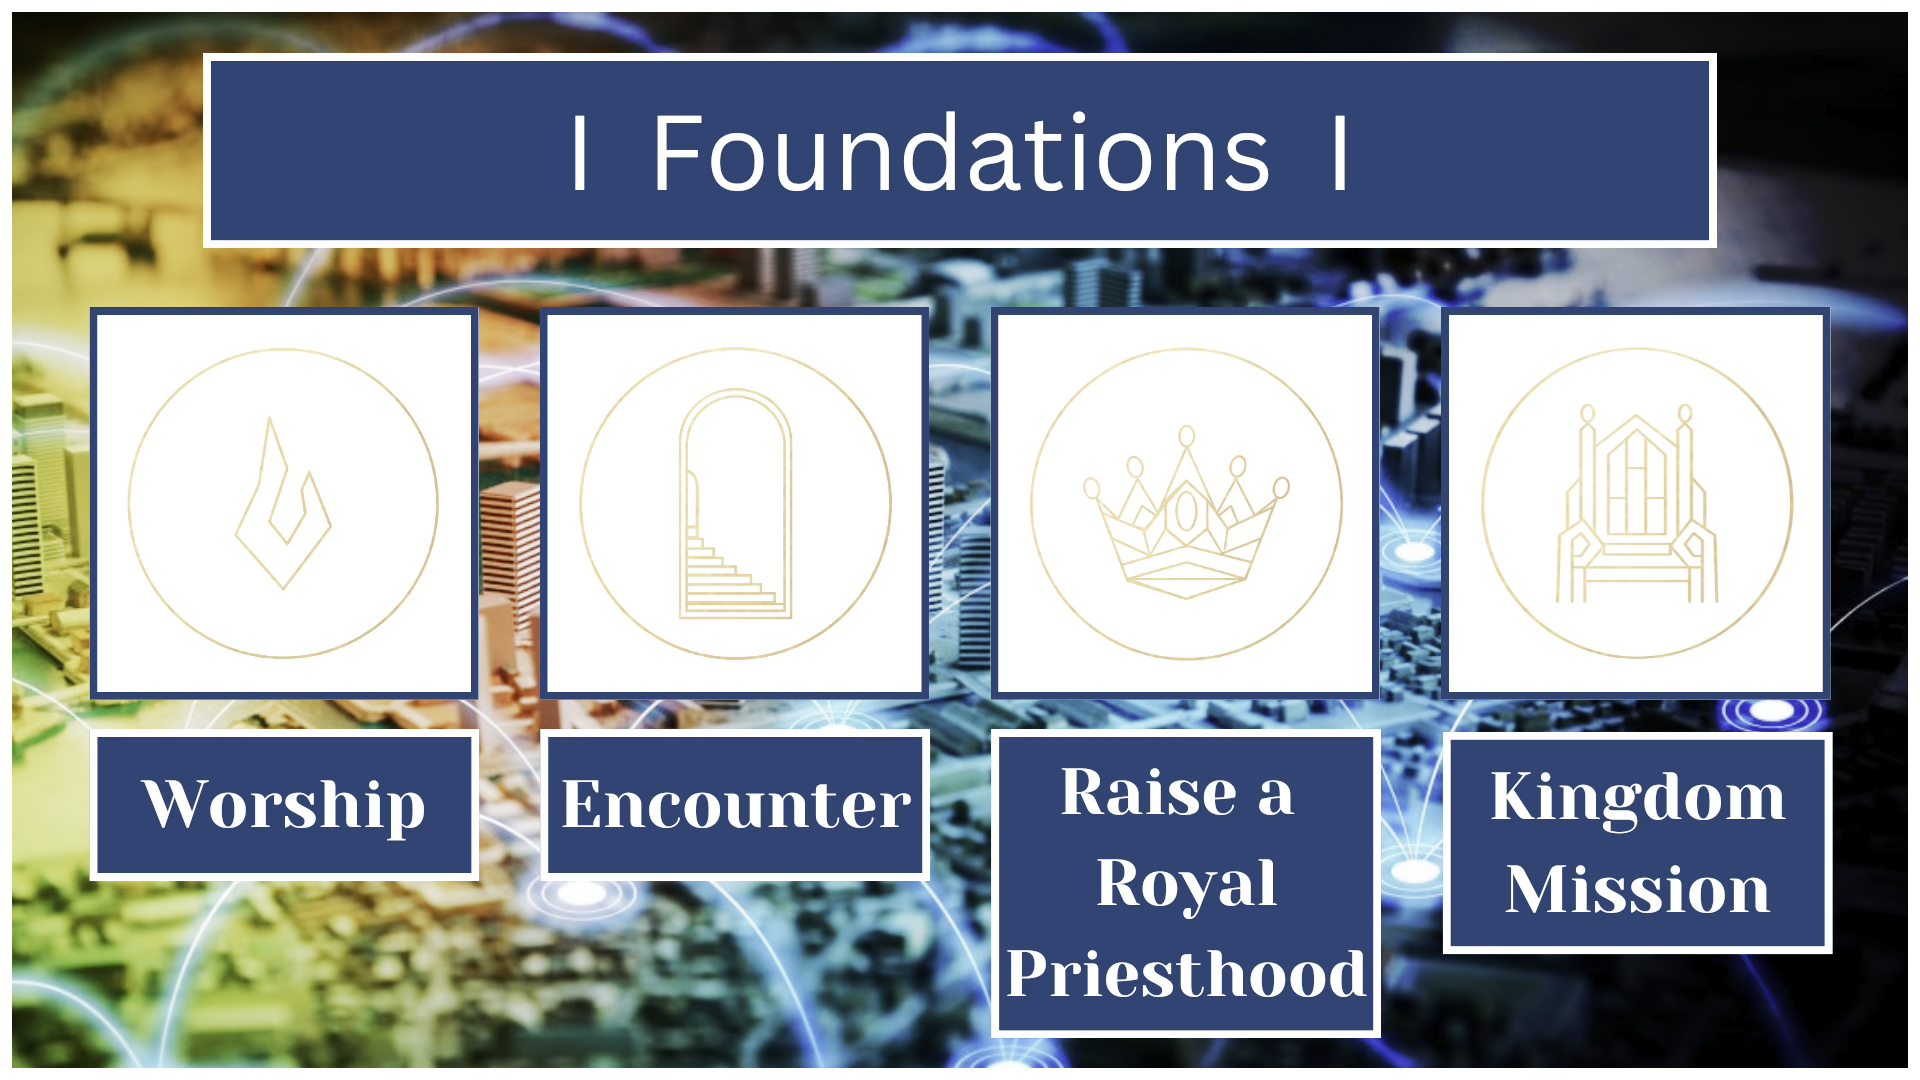 I Foundations I
Worship
Encounter
Raise a
Royal
Priesthood
Kingdom
Mission